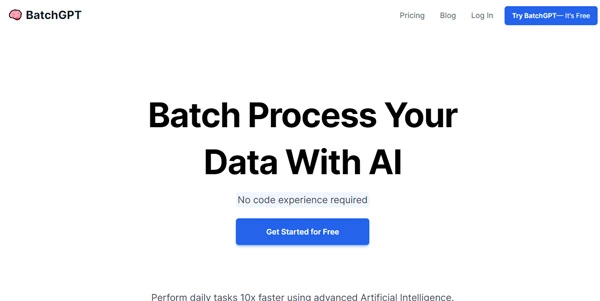 BatchGPT
Pricing
Blog
Log In
Try BatchGPT— It's Free
Batch Process Your
Data With AI
No code experience required
Get Started for Free
Perform daily tasks 10x faster using advanced Artificial Intelligence.